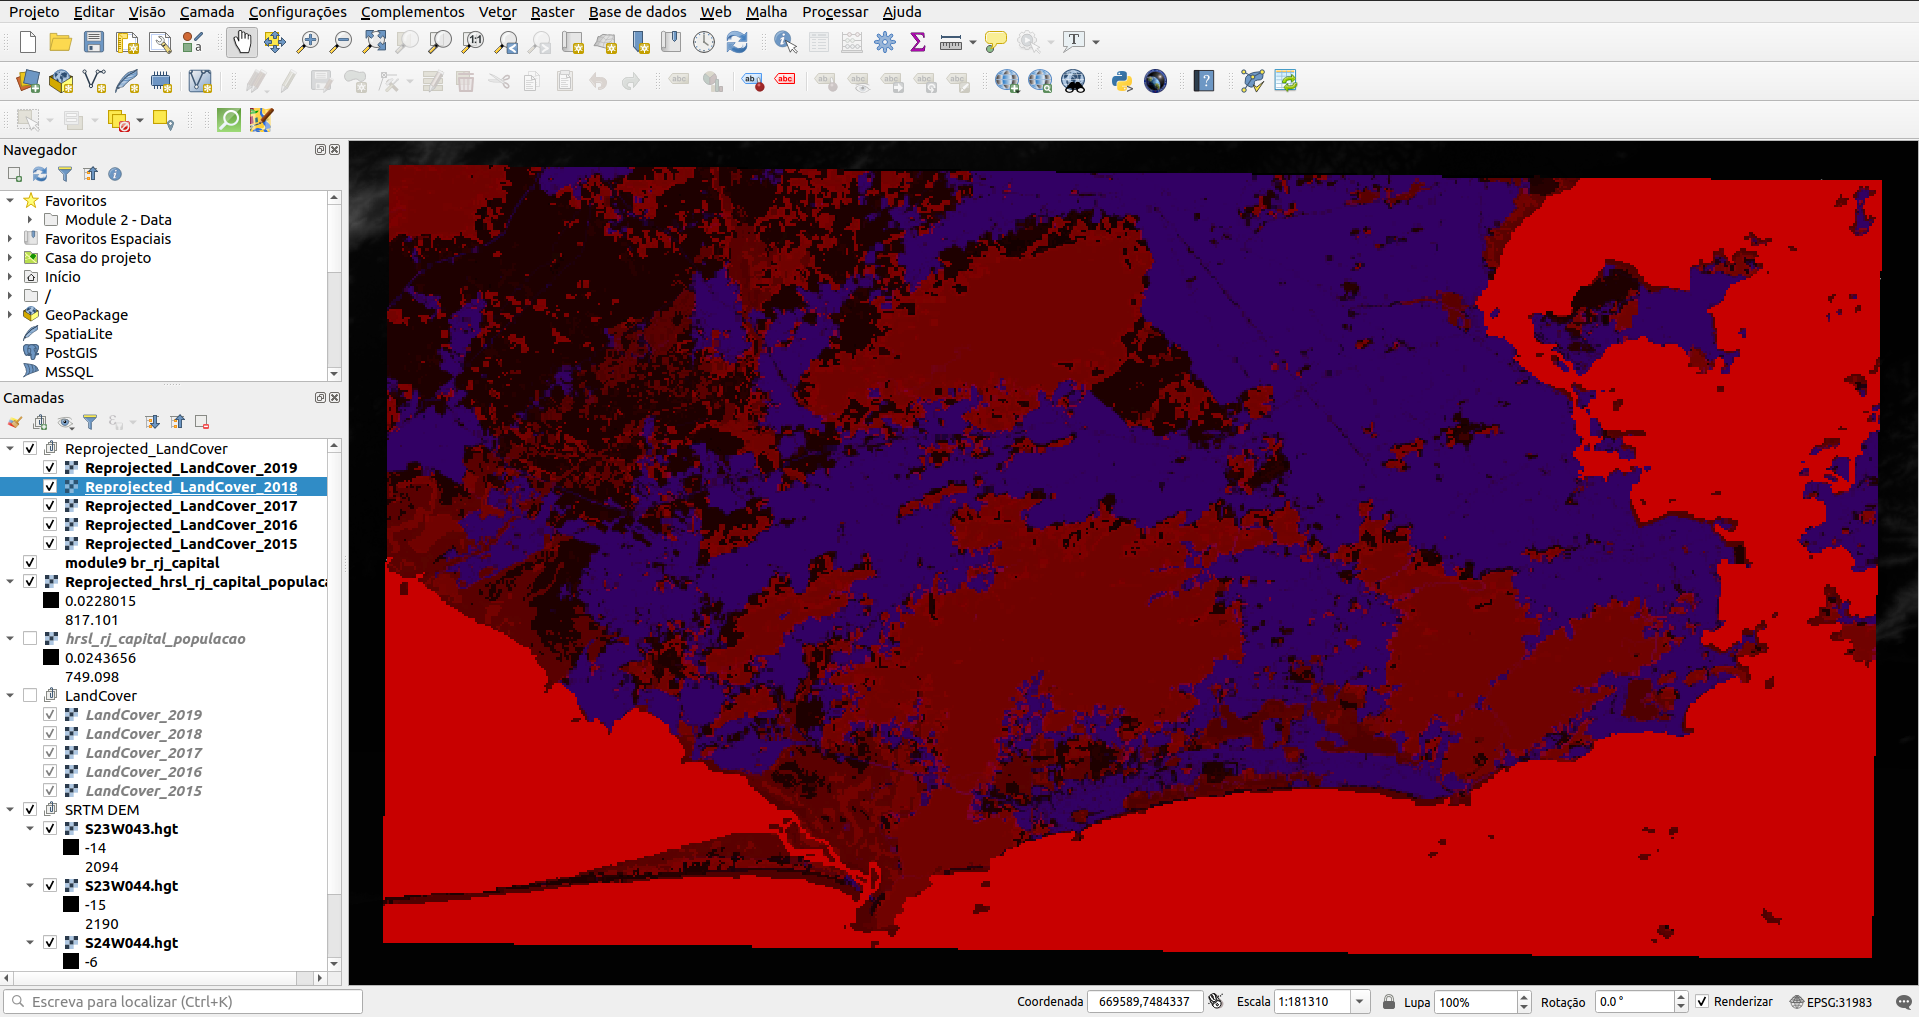 Projeto Editar Visão Camada Configurações Complementos Vetor Raster Base de dados Web Malha Processar Ajuda
1:1
T
abc
abc
Navegador
Favoritos
Module 2 - Data
Favoritos Espaciais
Casa do projeto
Início
/
GeoPackage
SpatiaLite
PostGIS
MSSQL
Camadas
Reprojected_LandCover
Reprojected_LandCover_2019
Reprojected_LandCover_2018
Reprojected_LandCover_2017
Reprojected_LandCover_2016
Reprojected_LandCover_2015
module9 br_rj_capital
Reprojected_hrsl_rj_capital_populaca
0.0228015
817.101
hrsl_rj_capital_populacao
0.0243656
749.098
LandCover
LandCover_2019
LandCover_2018
LandCover_2017
LandCover_2016
LandCover_2015
SRTM DEM
S23W043.hgt
-14
2094
S23W044.hgt
-15
2190
S24W044.hgt
-6
Escreva para localizar (Ctrl+K)
Coordenada 669589,7484337 Escala 1:181310 Lupa 100% Rotação 0.0 ° Renderizar EPSG:31983